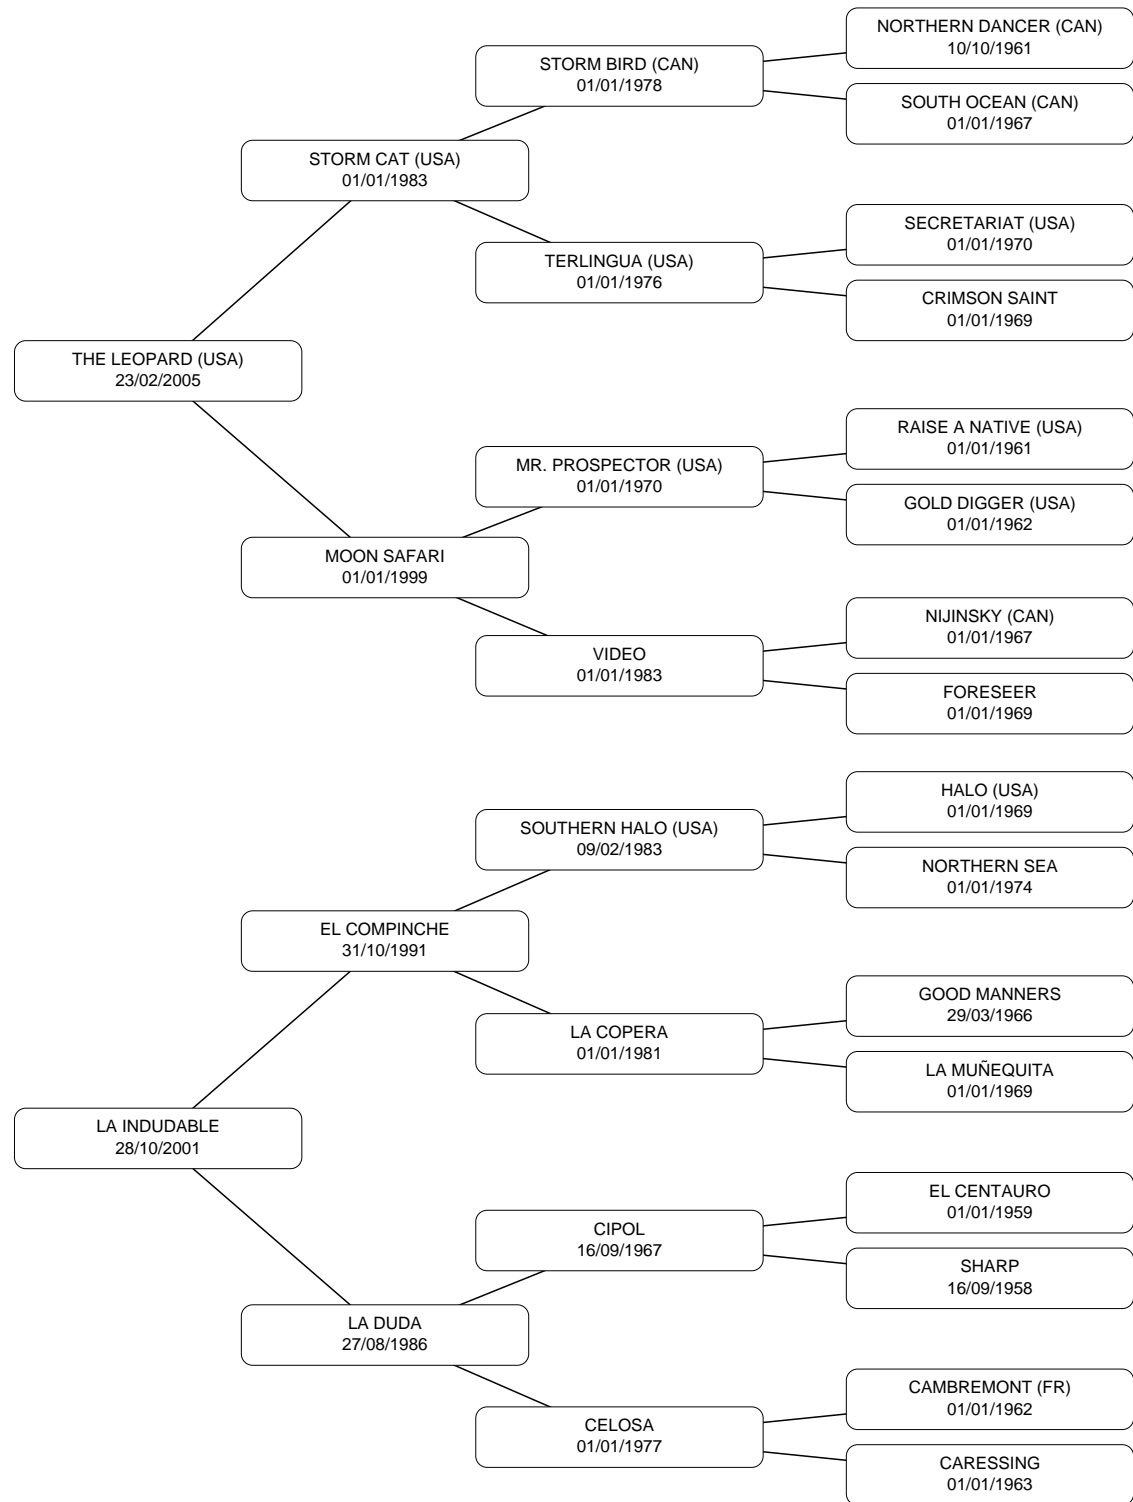 NORTHERN DANCER (CAN)
10/10/1961
STORM BIRD (CAN)
01/01/1978
SOUTH OCEAN (CAN)
01/01/1967
STORM CAT (USA)
01/01/1983
SECRETARIAT (USA)
01/01/1970
TERLINGUA (USA)
01/01/1976
CRIMSON SAINT
01/01/1969
THE LEOPARD (USA)
23/02/2005
RAISE A NATIVE (USA)
01/01/1961
MR. PROSPECTOR (USA)
01/01/1970
GOLD DIGGER (USA)
01/01/1962
MOON SAFARI
01/01/1999
NIJINSKY (CAN)
01/01/1967
VIDEO
01/01/1983
FORESEER
01/01/1969
HALO (USA)
01/01/1969
SOUTHERN HALO (USA)
09/02/1983
NORTHERN SEA
01/01/1974
EL COMPINCHE
31/10/1991
GOOD MANNERS
29/03/1966
LA COPERA
01/01/1981
LA MUÑEQUITA
01/01/1969
LA INDUDABLE
28/10/2001
EL CENTAURO
01/01/1959
CIPOL
16/09/1967
SHARP
16/09/1958
LA DUDA
27/08/1986
CAMBREMONT (FR)
01/01/1962
CELOSA
01/01/1977
CARESSING
01/01/1963